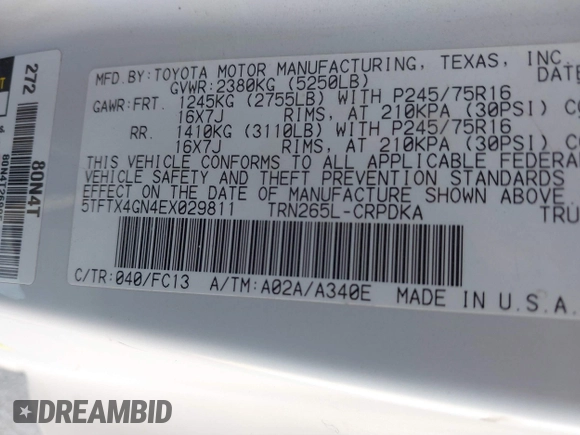 MFD.BY:TOYOTA MOTOR MANUFACTURING, TEXAS, INC.
DATE
GVWR:2380KG (5250LB)
GAWR:FRT. 1245KG (2755LB) WITH P245/75R16
16X7J RIMS, AT 210KPA (30PSI)
RR. 1410KG (3110LB) WITH P245/75R16
16X7J RIMS, AT 210KPA (30PSI)
THIS VEHICLE CONFORMS TO ALL APPLICABLE FEDERAL
VEHICLE SAFETY AND THEFT PREVENTION STANDARDS
EFFECT ON THE DATE OF MANUFACTURE SHOWN ABOVE.
5TFTX4GN4EX029811 TRN265L-CRPDKA TRU
C/TR:040/FC13 A/TM:A02A/A340E MADE IN U.S.A
272
80N4T
DREAMBID